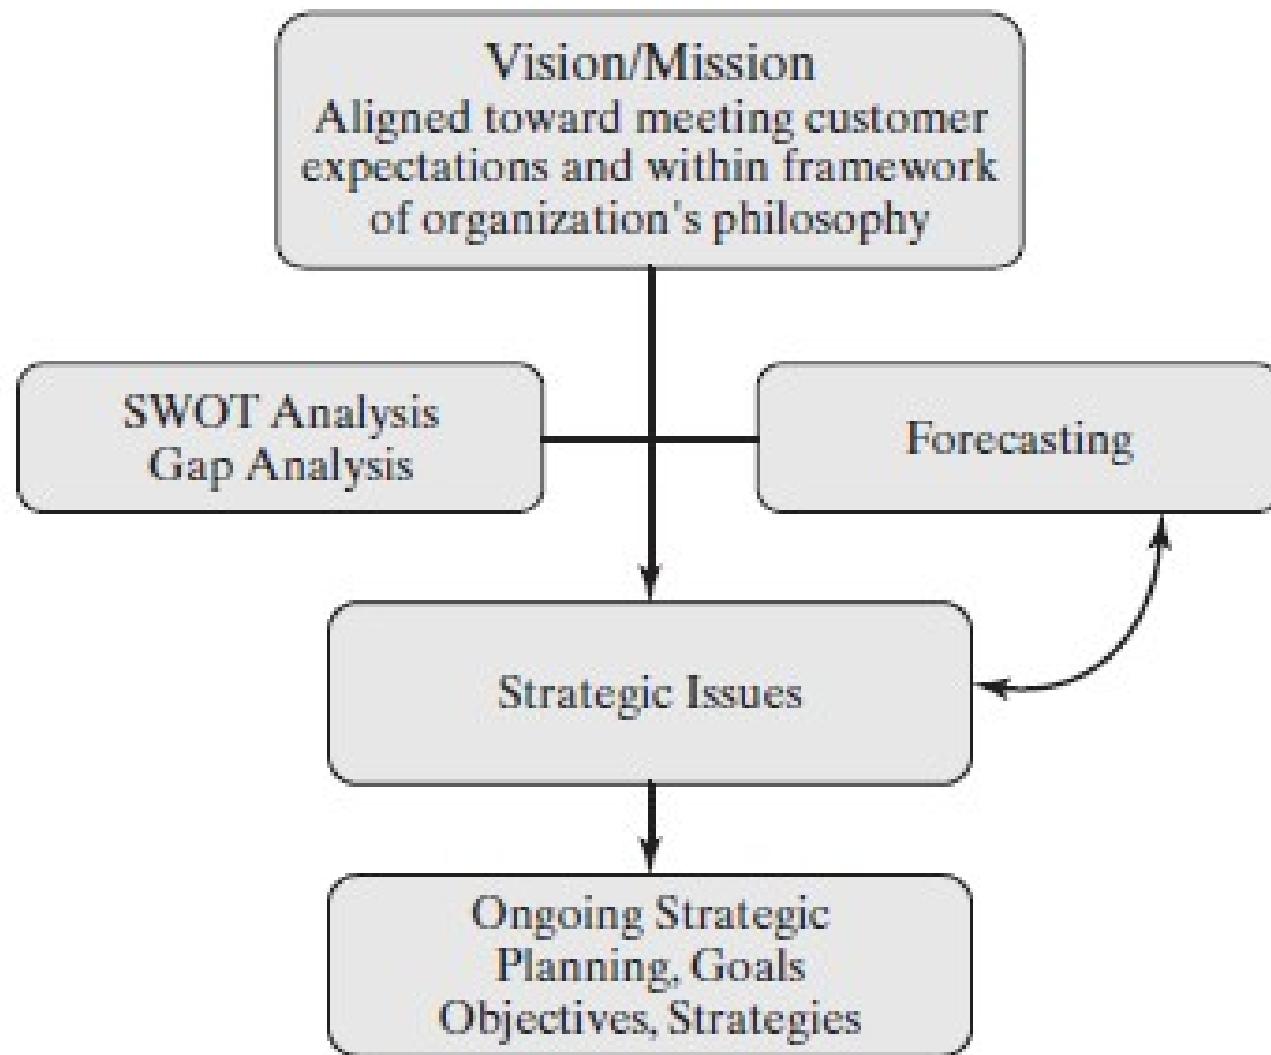 Vision/Mission
Aligned toward meeting customer
expectations and within framework
of organization's philosophy
SWOT Analysis
Gap Analysis
Forecasting
Strategic Issues
Ongoing Strategic
Planning, Goals
Objectives, Strategies